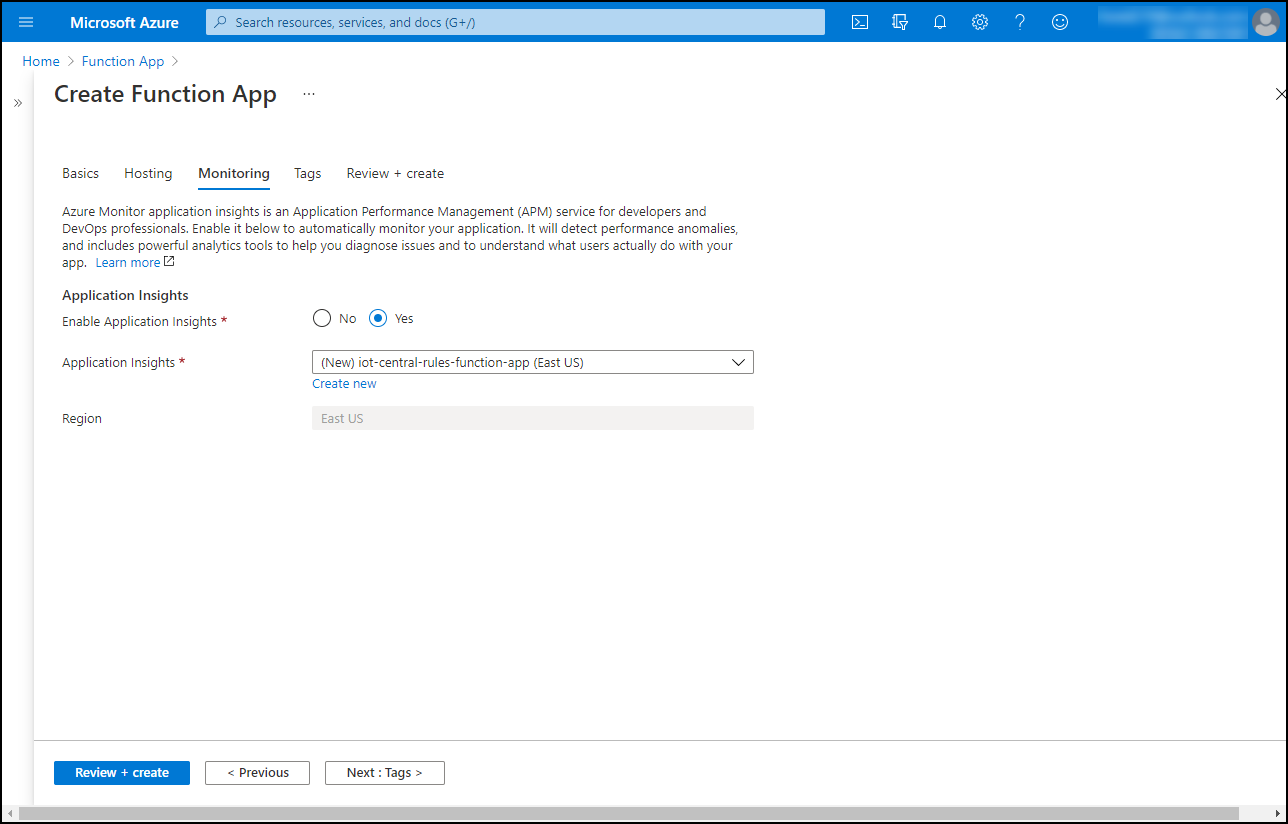 Microsoft Azure
Search resources, services, and docs (G+/)
Home > Function App >
Create Function App ...
Basics Hosting Monitoring Tags Review + create
Azure Monitor application insights is an Application Performance Management (APM) service for developers and
DevOps professionals. Enable it below to automatically monitor your application. It will detect performance anomalies,
and includes powerful analytics tools to help you diagnose issues and to understand what users actually do with your
app. Learn more
Application Insights
Enable Application Insights * No Yes
Application Insights * (New) iot-central-rules-function-app (East US)
Create new
Region East US
Review + create < Previous Next : Tags >